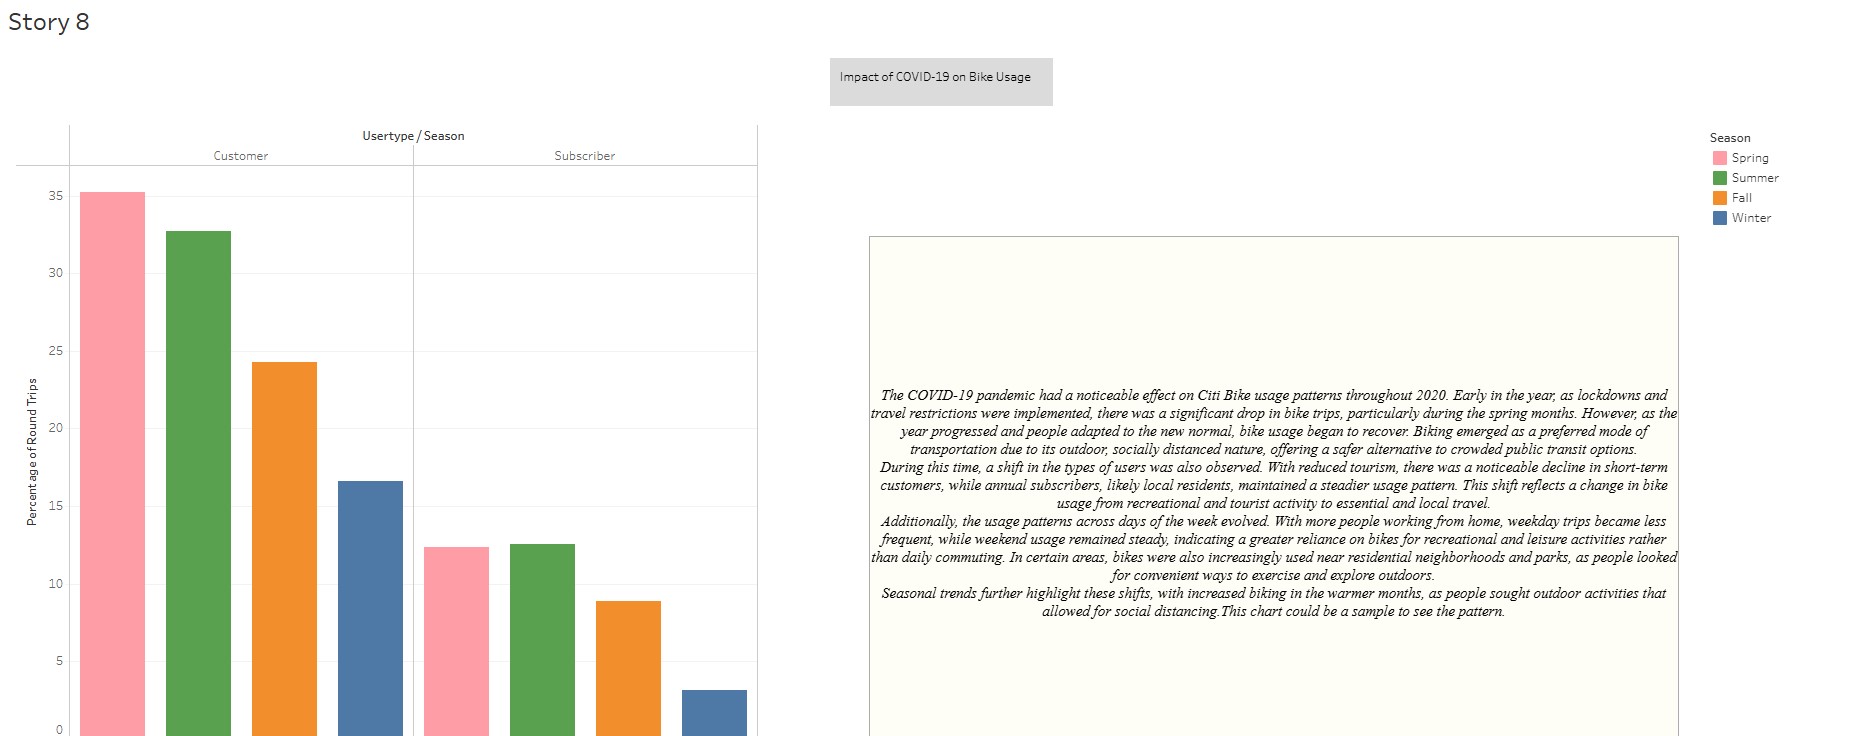 Story 8
Impact of COVID-19 on Bike Usage
Usertype / Season
Customer
Subscriber
35
30
25
20
15
10
5
0
Percentage of Round Trips
The COVID-19 pandemic had a noticeable effect on Citi Bike usage patterns throughout 2020. Early in the year, as lockdowns and
travel restrictions were implemented, there was a significant drop in bike trips, particularly during the spring months. However, as the
year progressed and people adapted to the new normal, bike usage began to recover. Biking emerged as a preferred mode of
transportation due to its outdoor, socially distanced nature, offering a safer alternative to crowded public transit options.
During this time, a shift in the types of users was also observed. With reduced tourism, there was a noticeable decline in short-term
customers, while annual subscribers, likely local residents, maintained a steadier usage pattern. This shift reflects a change in bike
usage from recreational and tourist activity to essential and local travel.
Additionally, the usage patterns across days of the week evolved. With more people working from home, weekday trips became less
frequent, while weekend usage remained steady, indicating a greater reliance on bikes for recreational and leisure activities rather
than daily commuting. In certain areas, bikes were also increasingly used near residential neighborhoods and parks, as people looked
for convenient ways to exercise and explore outdoors.
Seasonal trends further highlight these shifts, with increased biking in the warmer months, as people sought outdoor activities that
allowed for social distancing.This chart could be a sample to see the pattern.
Season
Spring
Summer
Fall
Winter